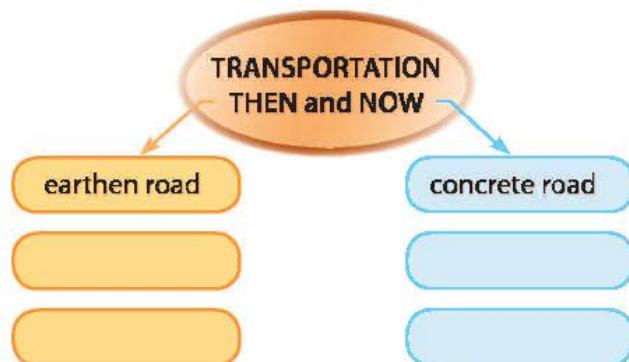 TRANSPORTATION
THEN and NOW
earthen road
concrete road